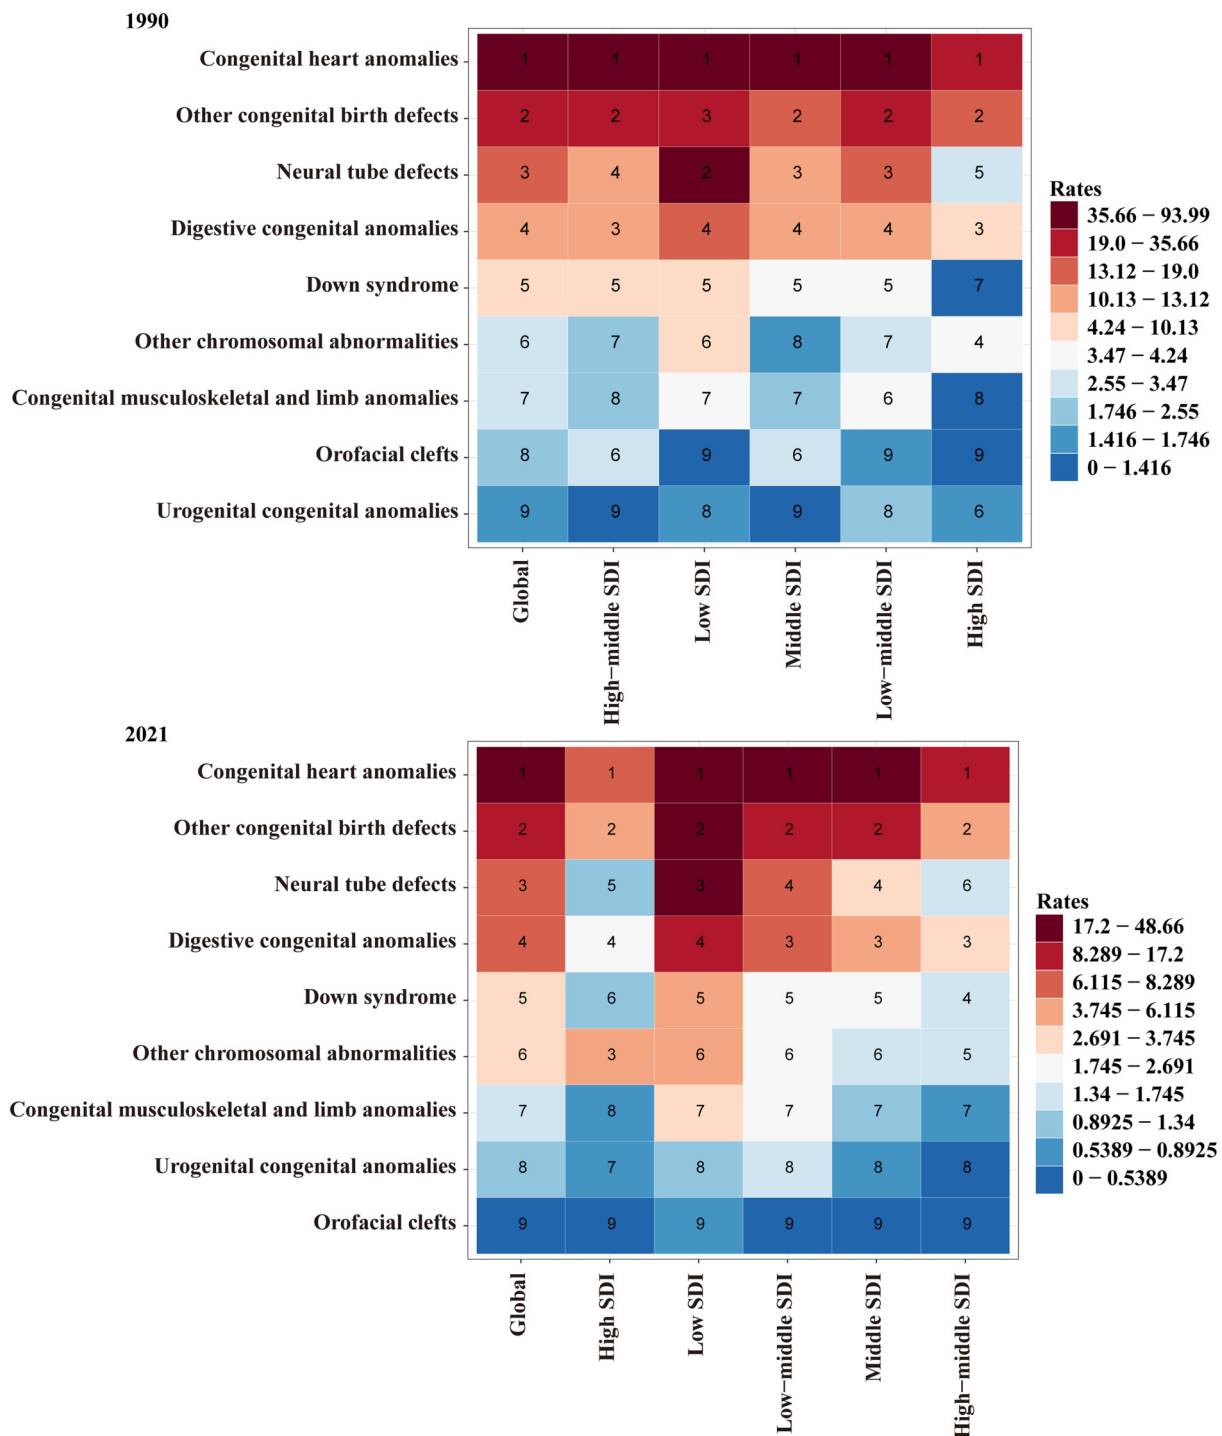 1990
Congenital heart anomalies 1 1 1 1 1 1
Other congenital birth defects 2 2 3 2 2 2
Neural tube defects 3 4 2 3 3 5
Digestive congenital anomalies 4 3 4 4 4 3
Down syndrome 5 5 5 5 5 7
Other chromosomal abnormalities 6 7 6 8 7 4
Congenital musculoskeletal and limb anomalies 7 8 7 7 6 8
Orofacial clefts 8 6 9 6 9 9
Urogenital congenital anomalies 9 9 8 9 8 6
Global
High−middle SDI
Low SDI
Middle SDI
Low−middle SDI
High SDI
Rates
35.66 − 93.99
19.0 − 35.66
13.12 − 19.0
10.13 − 13.12
4.24 − 10.13
3.47 − 4.24
2.55 − 3.47
1.746 − 2.55
1.416 − 1.746
0 − 1.416
2021
Congenital heart anomalies 1 1 1 1 1 1
Other congenital birth defects 2 2 2 2 2 2
Neural tube defects 3 5 3 4 4 6
Digestive congenital anomalies 4 4 4 3 3 3
Down syndrome 5 6 5 5 5 4
Other chromosomal abnormalities 6 3 6 6 6 5
Congenital musculoskeletal and limb anomalies 7 8 7 7 7 7
Urogenital congenital anomalies 8 7 8 8 8 8
Orofacial clefts 9 9 9 9 9 9
Global
High SDI
Low SDI
Low−middle SDI
Middle SDI
High−middle SDI
Rates
17.2 − 48.66
8.289 − 17.2
6.115 − 8.289
3.745 − 6.115
2.691 − 3.745
1.745 − 2.691
1.34 − 1.745
0.8925 − 1.34
0.5389 − 0.8925
0 − 0.5389